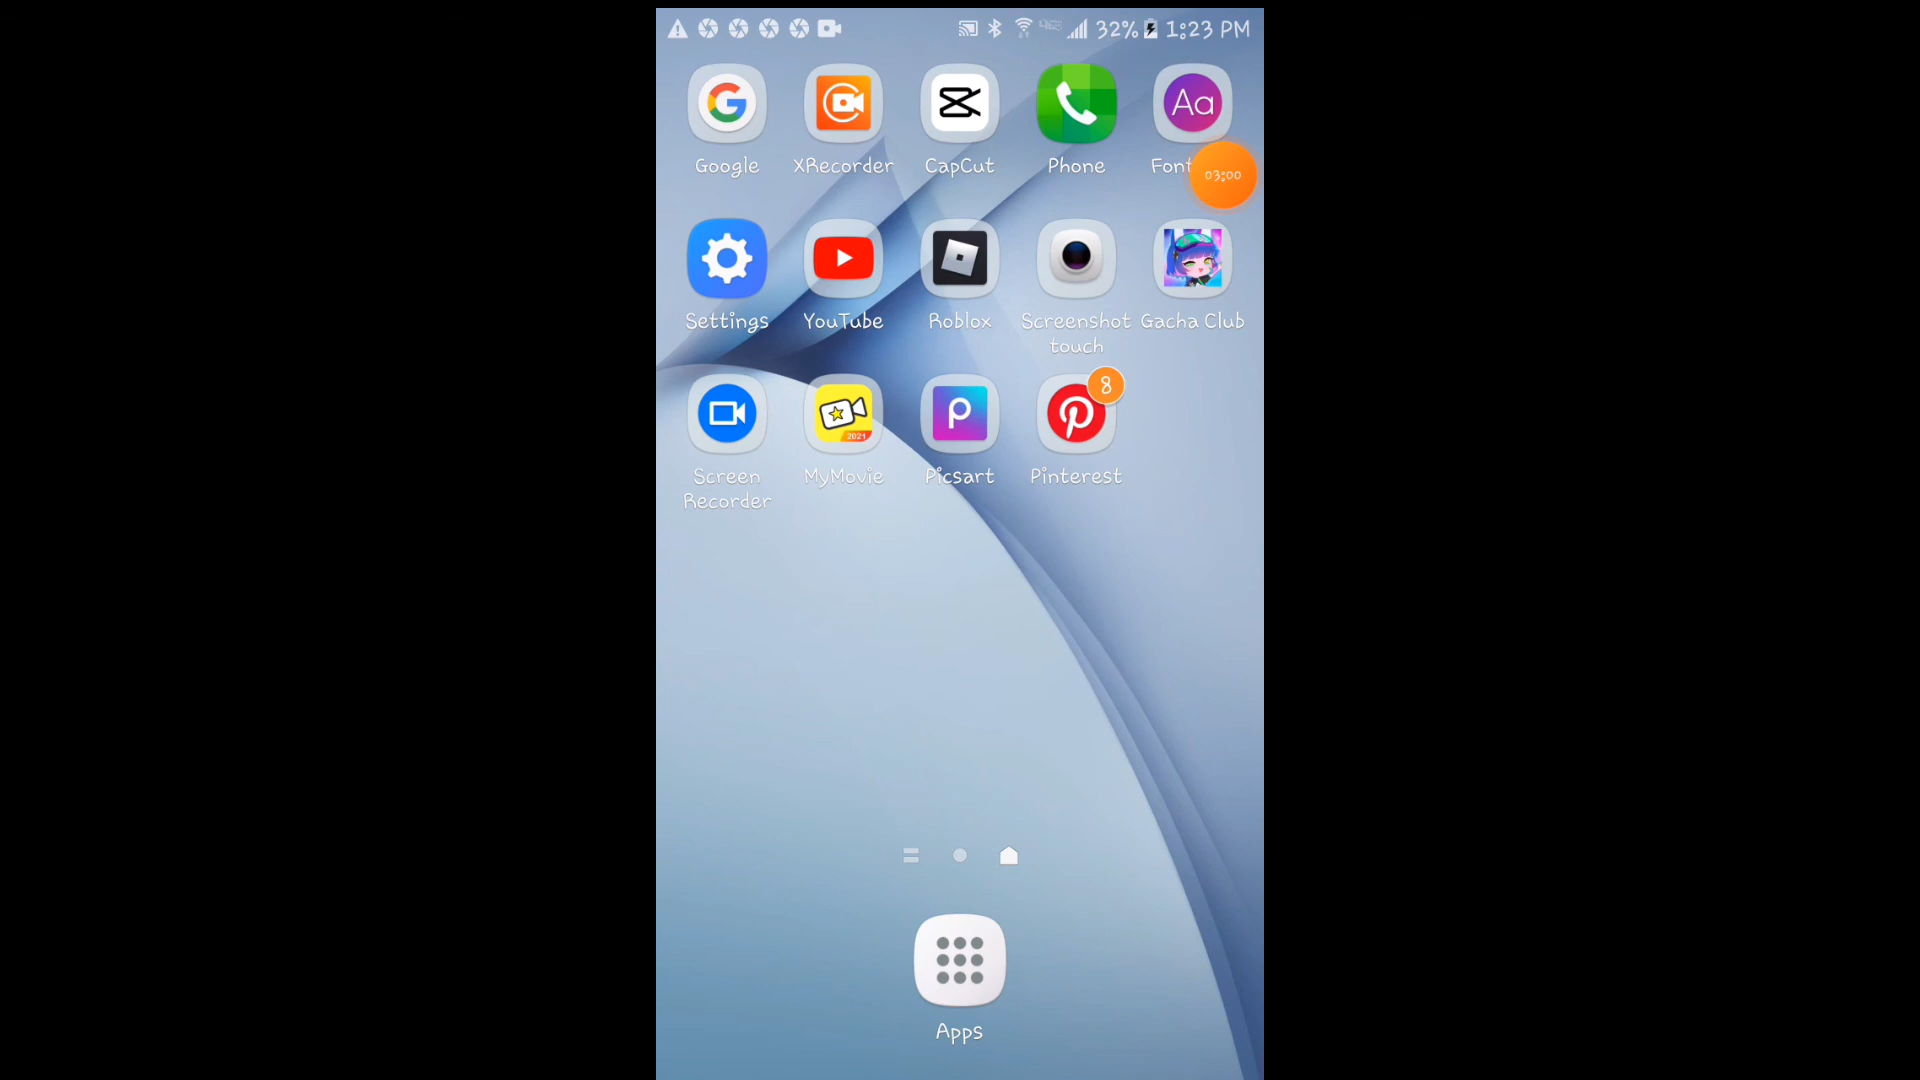 32% 1:23 PM
Google XRecorder CapCut Phone Font
Aa
03:00
Settings YouTube Roblox Screenshot touch Gacha Club
8
2021
Screen Recorder MyMovie Picsart Pinterest
Apps